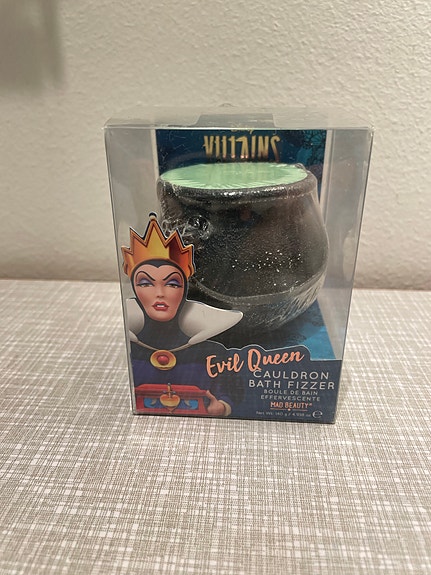 VILLAINS
Evil Queen
CAULDRON
BATH FIZZER
BOULE DE BAIN
EFFERVESCENTE
MAD BEAUTY®